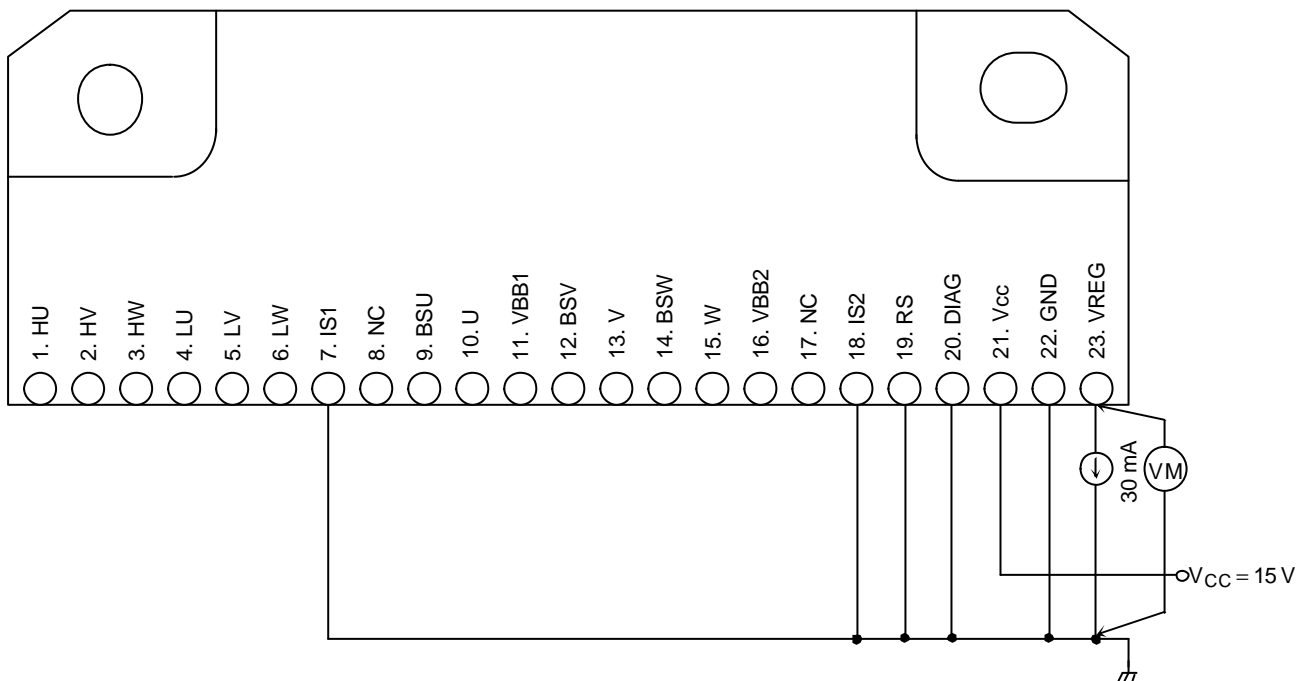 1. HU
2. HV
3. HW
4. LU
5. LV
6. LW
7. IS1
8. NC
9. BSU
10. U
11. VBB1
12. BSV
13. V
14. BSW
15. W
16. VBB2
17. NC
18. IS2
19. RS
20. DIAG
21. Vcc
22. GND
23. VREG
30 mA
VM
VCC = 15 V